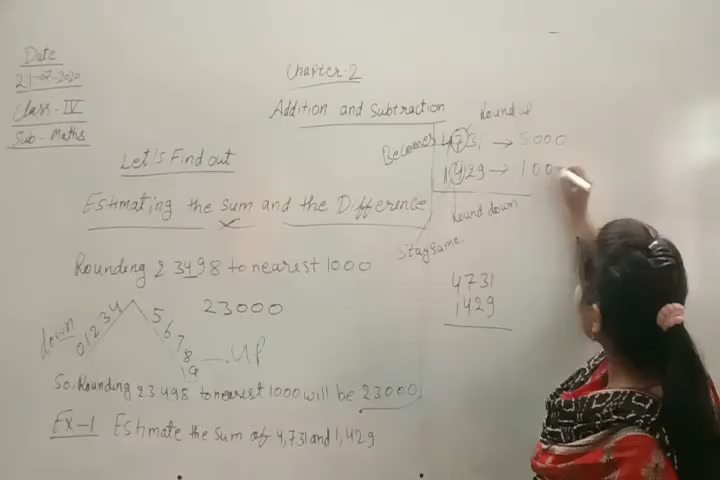 Date
21-07-2020
Class-IV
Sub-Maths
Chapter-2
Addition and Subtraction
Let's Find out
Estimating the sum and the Difference
Rounding 23498 to nearest 1000
23000
down
0 1 2 3 4
5
6
7
8
9
UP
So, Rounding 23498 to nearest 1000 will be 23000.
EX-1 Estimate the sum of 4,731 and 1,429
Round up
Becomes 4731 → 5000
1429 → 100
Round down
Stay same
4731
1429